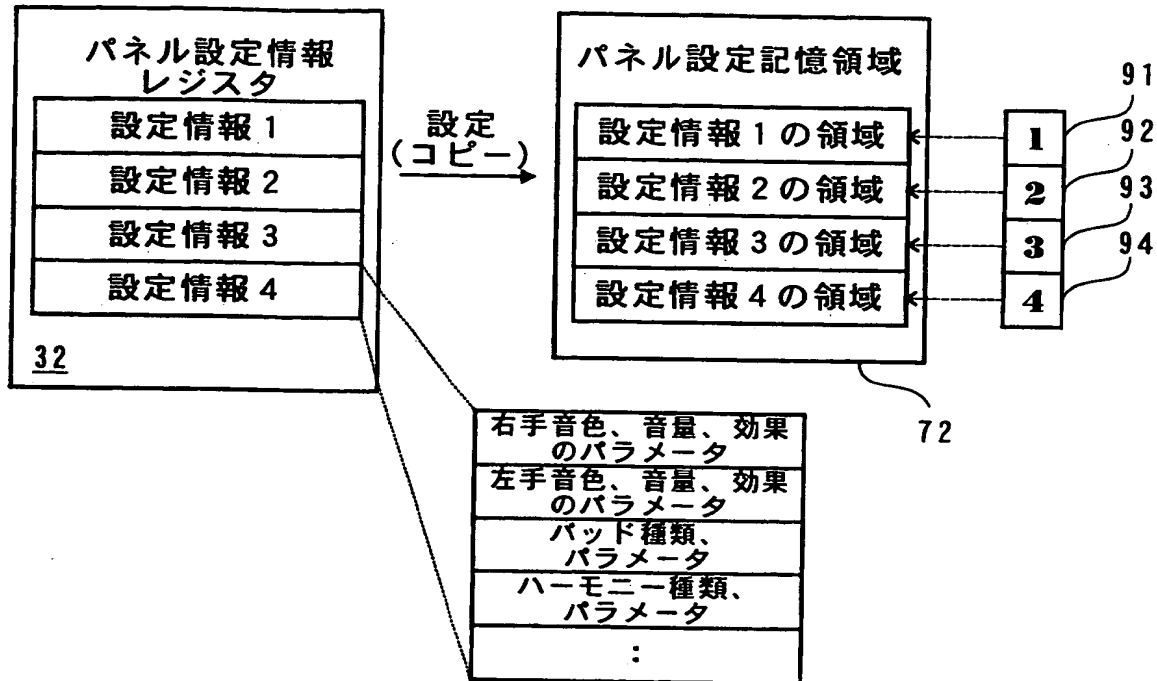 パネル設定情報
レジスタ
設定情報1
設定情報2
設定情報3
設定情報4
32
設定
(コピー)
パネル設定記憶領域
設定情報1の領域
設定情報2の領域
設定情報3の領域
設定情報4の領域
1
2
3
4
91
92
93
94
72
右手音色、音量、効果
のパラメータ
左手音色、音量、効果
のパラメータ
パッド種類、
パラメータ
ハーモニー種類、
パラメータ
: